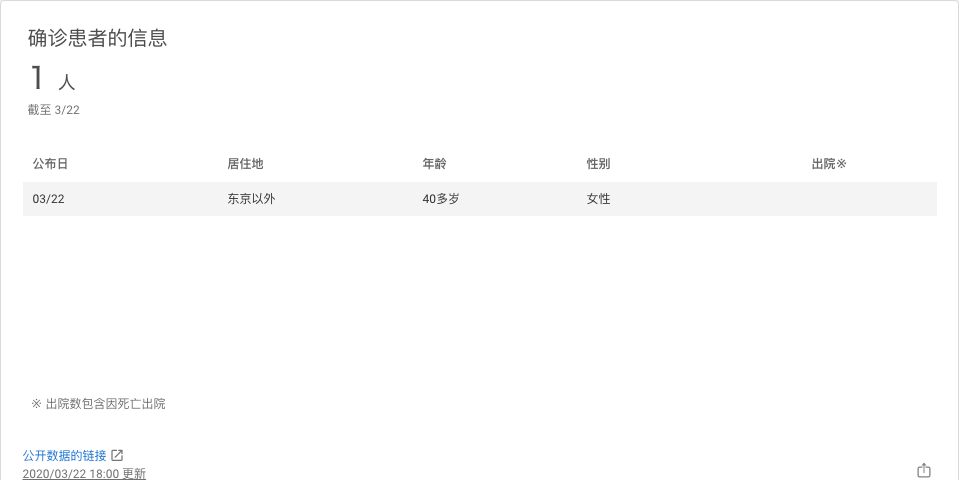 确诊患者的信息
1 人
截至 3/22
公布日 居住地 年龄 性别 出院※
03/22 东京以外 40多岁 女性
※ 出院数包含因死亡出院
公开数据的链接
2020/03/22 18:00 更新